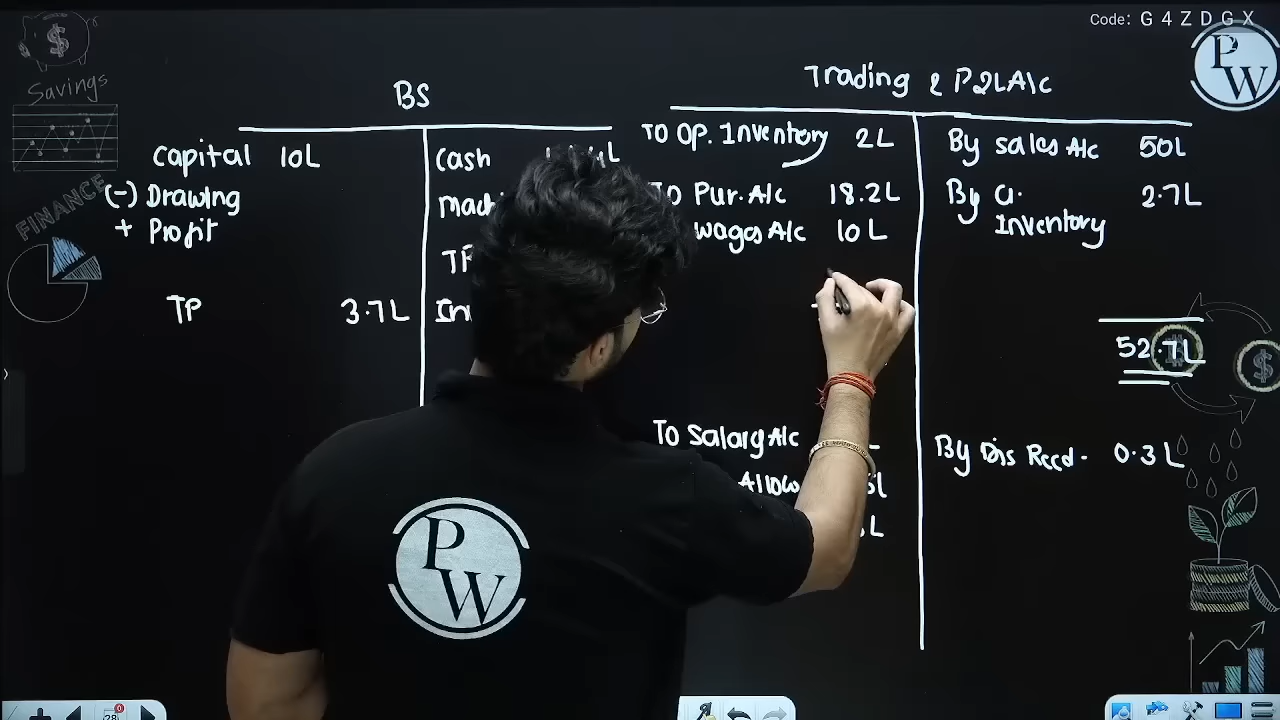 Code: G 4 Z D G X
PW
Savings
FINANCE
BS
Capital 10L
(-) Drawing
+ Profit
TP 3.7L
Cash
Trading & P&L A/c
To Op. Inventory 2L
To Pur. A/c 18.2L
wages A/c 10L
By Sales A/c 50L
By Cl. 2.7L
Inventory
52.7L
To Salary A/c
By Dis Recd. 0.3L
PW
28